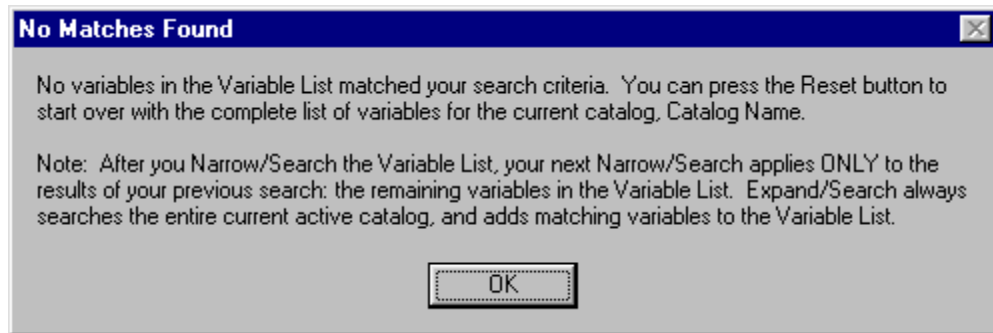 No Matches Found
No variables in the Variable List matched your search criteria.  You can press the Reset button to
start over with the complete list of variables for the current catalog, Catalog Name.
Note:  After you Narrow/Search the Variable List, your next Narrow/Search applies ONLY to the
results of your previous search: the remaining variables in the Variable List.  Expand/Search always
searches the entire current active catalog, and adds matching variables to the Variable List.
OK